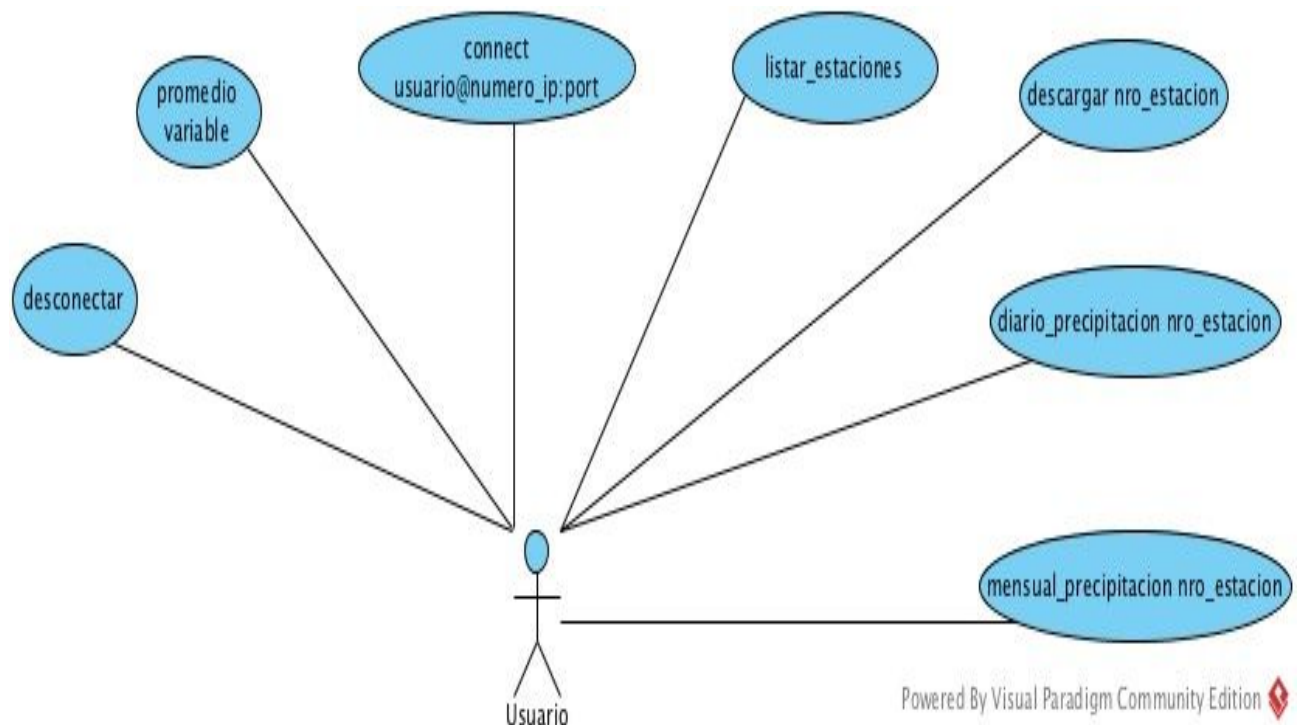 connect
usuario@numero_ip:port
listar_estaciones
promedio
variable
descargar nro_estacion
desconectar
diario_precipitacion nro_estacion
mensual_precipitacion nro_estacion
Usuario
Powered By Visual Paradigm Community Edition